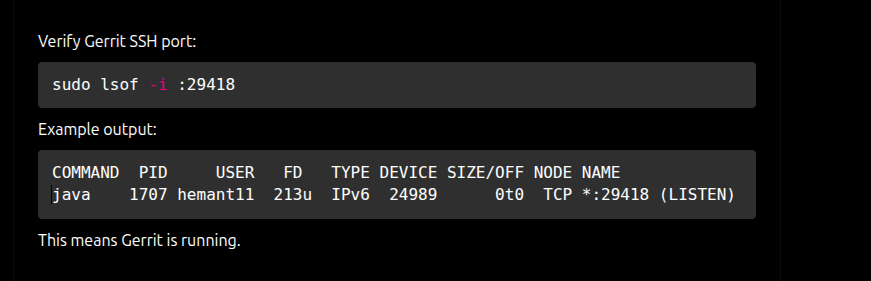 Verify Gerrit SSH port:
sudo lsof -i :29418
Example output:
COMMAND  PID     USER   FD   TYPE DEVICE SIZE/OFF NODE NAME
java    1707 hemant11  213u  IPv6  24989      0t0  TCP *:29418 (LISTEN)
This means Gerrit is running.